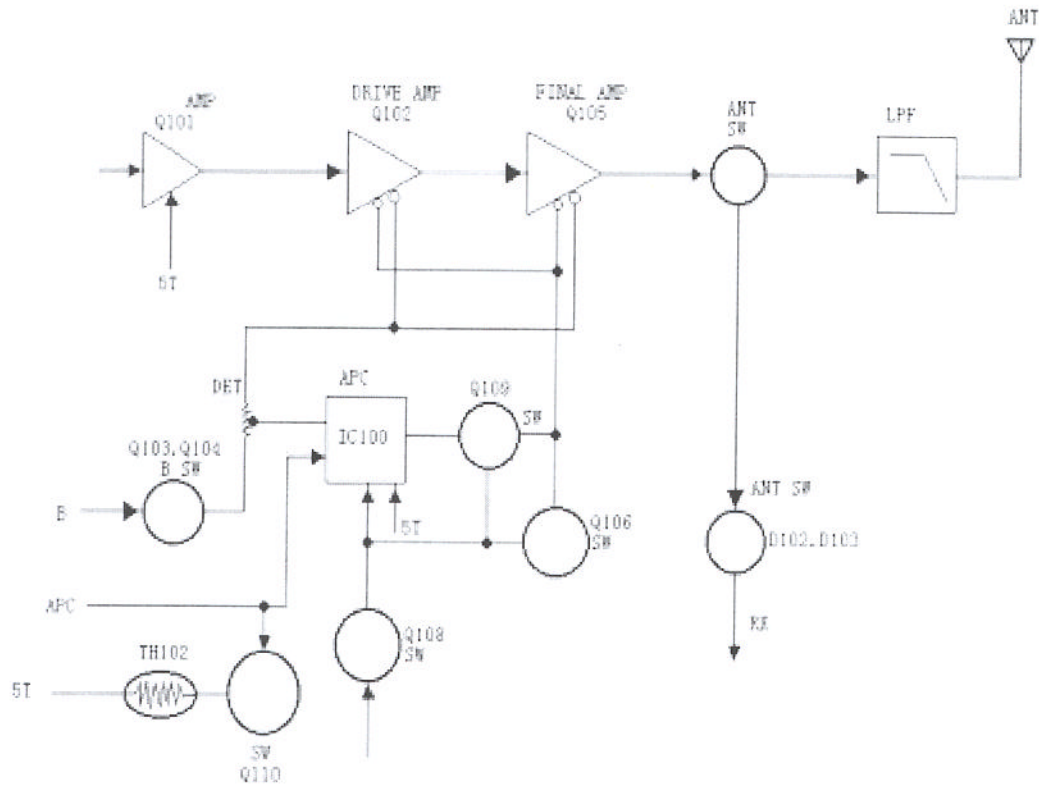 ANT
AMP
Q101
DRIVE AMP
Q102
FINAL AMP
Q105
ANT
SW
LPF
5T
DET
APC
IC100
Q109
SW
Q103.Q104
B SW
B
5T
Q106
SW
ANT SW
D102.D103
APC
Q108
SW
RX
TH102
5T
SW
Q110